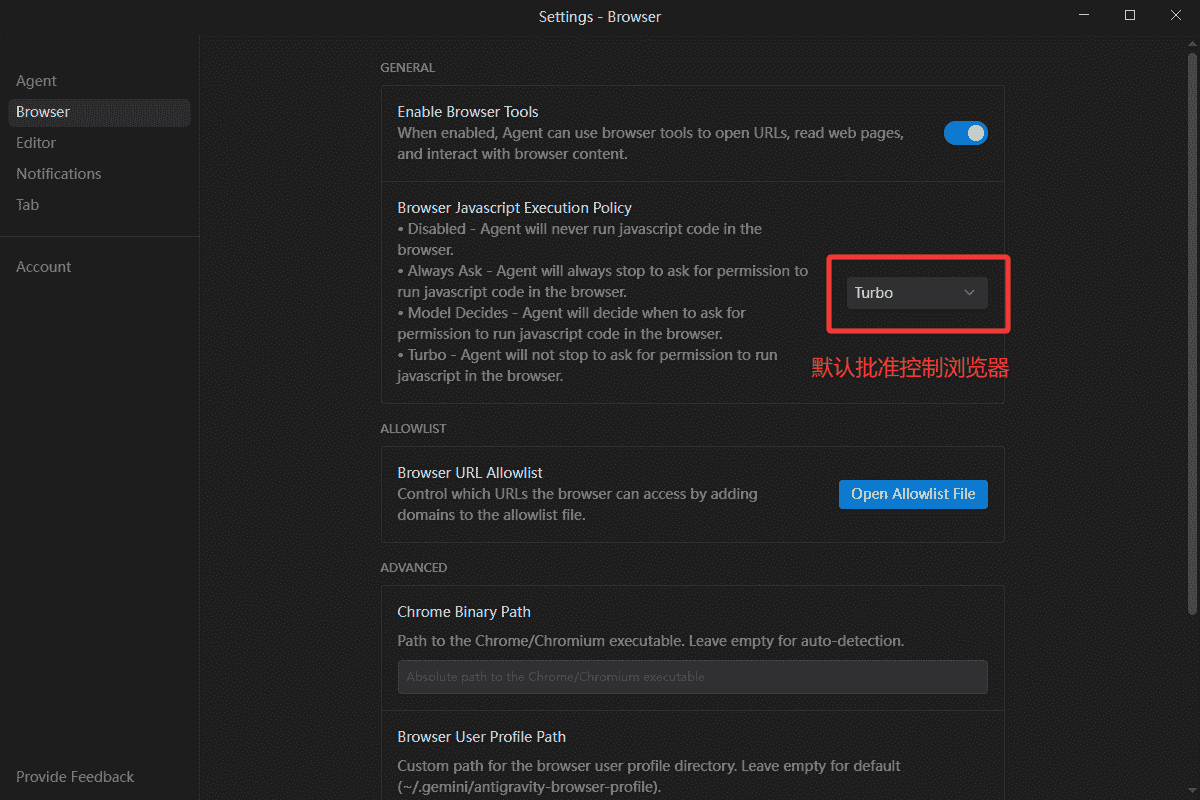 Settings - Browser
Agent
Browser
Editor
Notifications
Tab
Account
Provide Feedback
GENERAL
Enable Browser Tools
When enabled, Agent can use browser tools to open URLs, read web pages,
and interact with browser content.
Browser Javascript Execution Policy
• Disabled - Agent will never run javascript code in the
browser.
• Always Ask - Agent will always stop to ask for permission to
run javascript code in the browser.
• Model Decides - Agent will decide when to ask for
permission to run javascript code in the browser.
• Turbo - Agent will not stop to ask for permission to run
javascript in the browser.
Turbo
默认批准控制浏览器
ALLOWLIST
Browser URL Allowlist
Control which URLs the browser can access by adding
domains to the allowlist file.
Open Allowlist File
ADVANCED
Chrome Binary Path
Path to the Chrome/Chromium executable. Leave empty for auto-detection.
Absolute path to the Chrome/Chromium executable
Browser User Profile Path
Custom path for the browser user profile directory. Leave empty for default
(~/.gemini/antigravity-browser-profile).